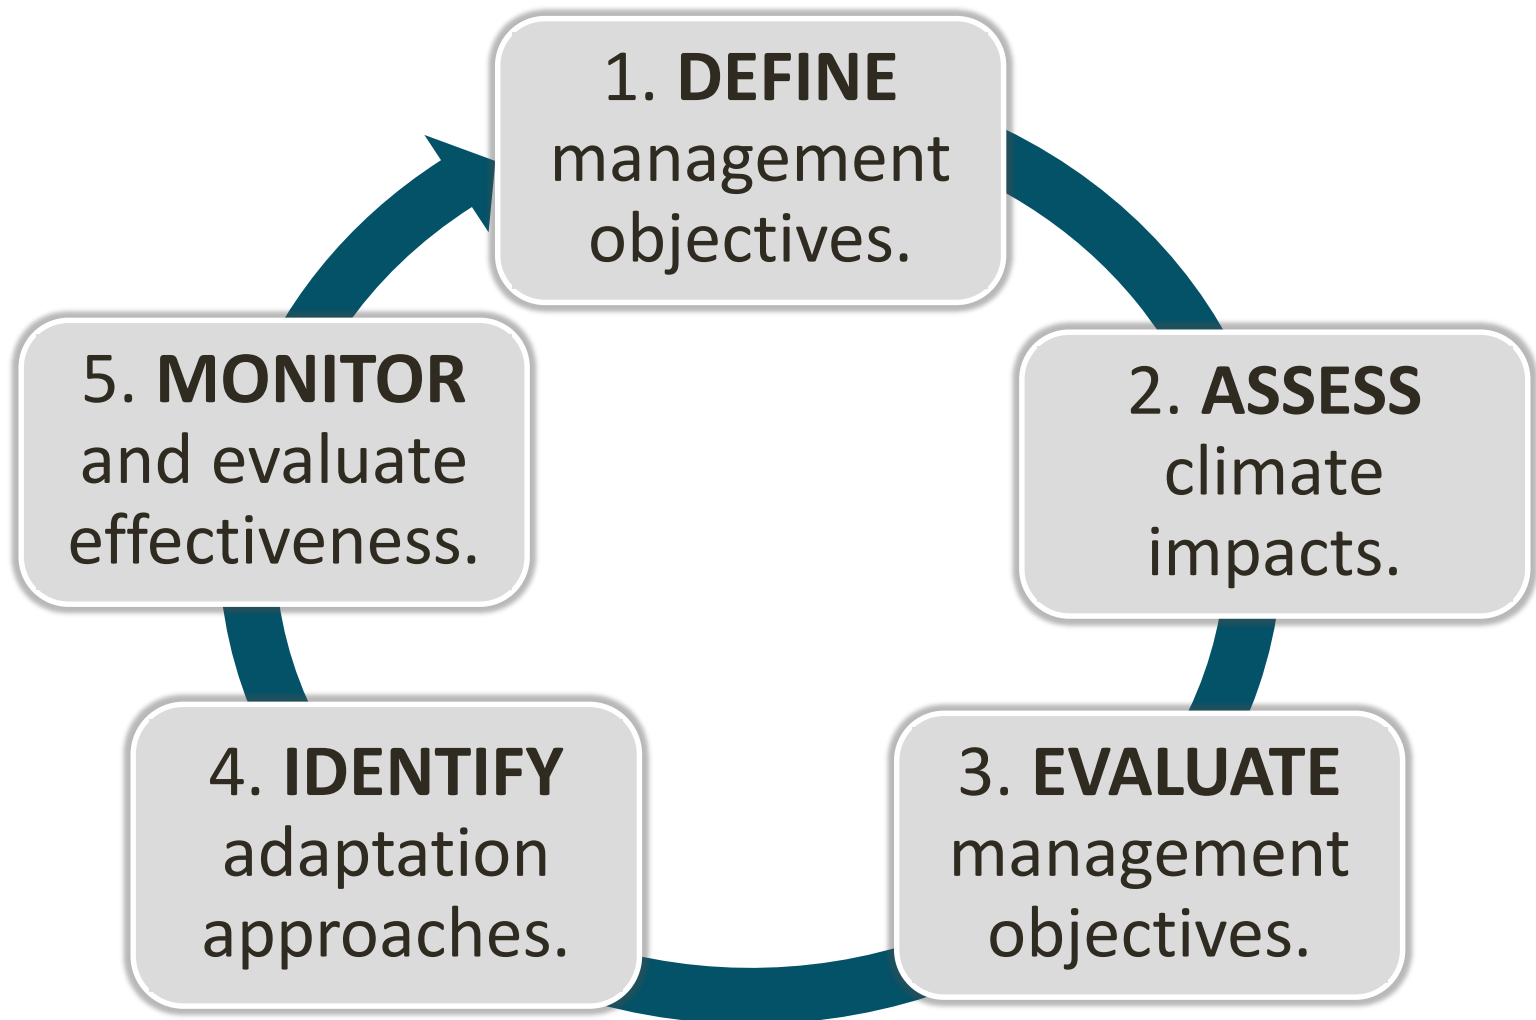 1. DEFINE
management
objectives.
2. ASSESS
climate
impacts.
3. EVALUATE
management
objectives.
4. IDENTIFY
adaptation
approaches.
5. MONITOR
and evaluate
effectiveness.